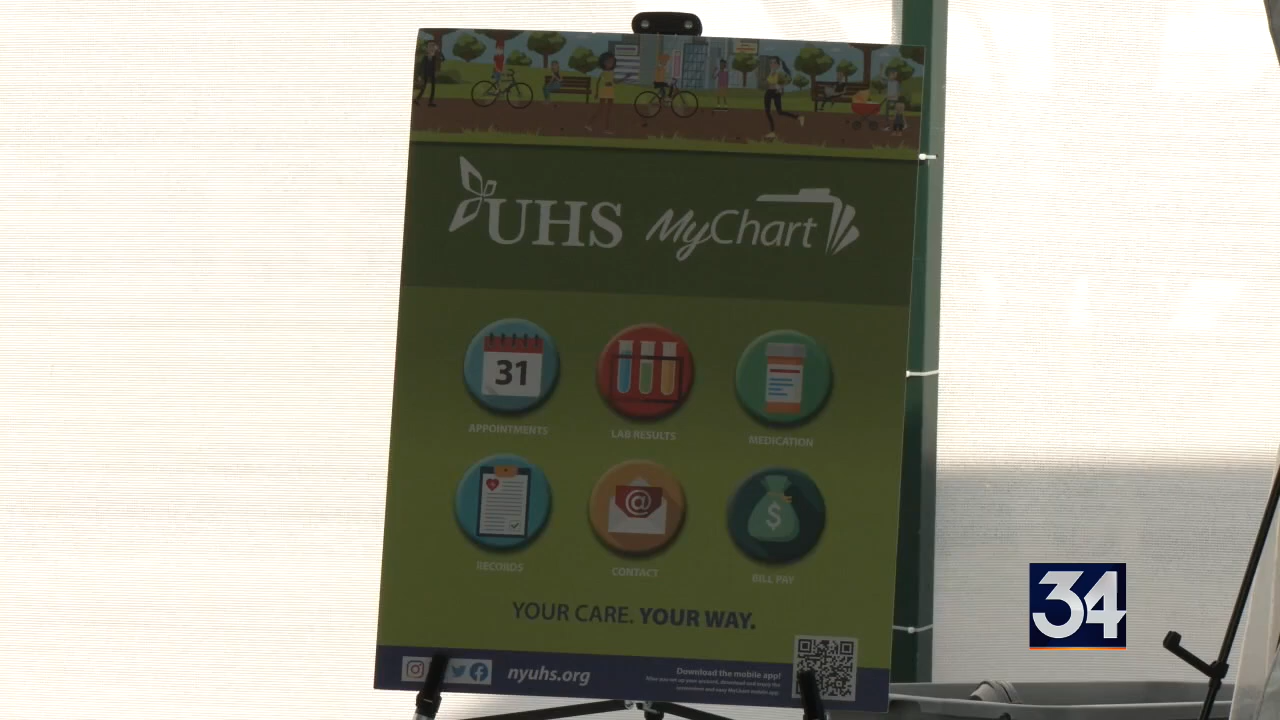 UHS MyChart
31
APPOINTMENTS
LAB RESULTS
MEDICATION
@
$
RECORDS
CONTACT
BILL PAY
YOUR CARE. YOUR WAY.
nyuhs.org
Download the mobile app!
34